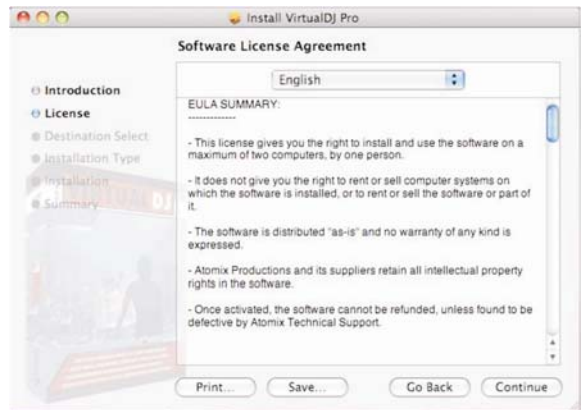 Install VirtualDJ Pro
Software License Agreement
Introduction
License
Destination Select
Installation Type
Installation
Summary
English
EULA SUMMARY:
-------------
- This license gives you the right to install and use the software on a
maximum of two computers, by one person.
- It does not give you the right to rent or sell computer systems on
which the software is installed, or to rent or sell the software or part of
it.
- The software is distributed "as-is" and no warranty of any kind is
expressed.
- Atomix Productions and its suppliers retain all intellectual property
rights in the software.
- Once activated, the software cannot be refunded, unless found to be
defective by Atomix Technical Support.
Print...
Save...
Go Back
Continue